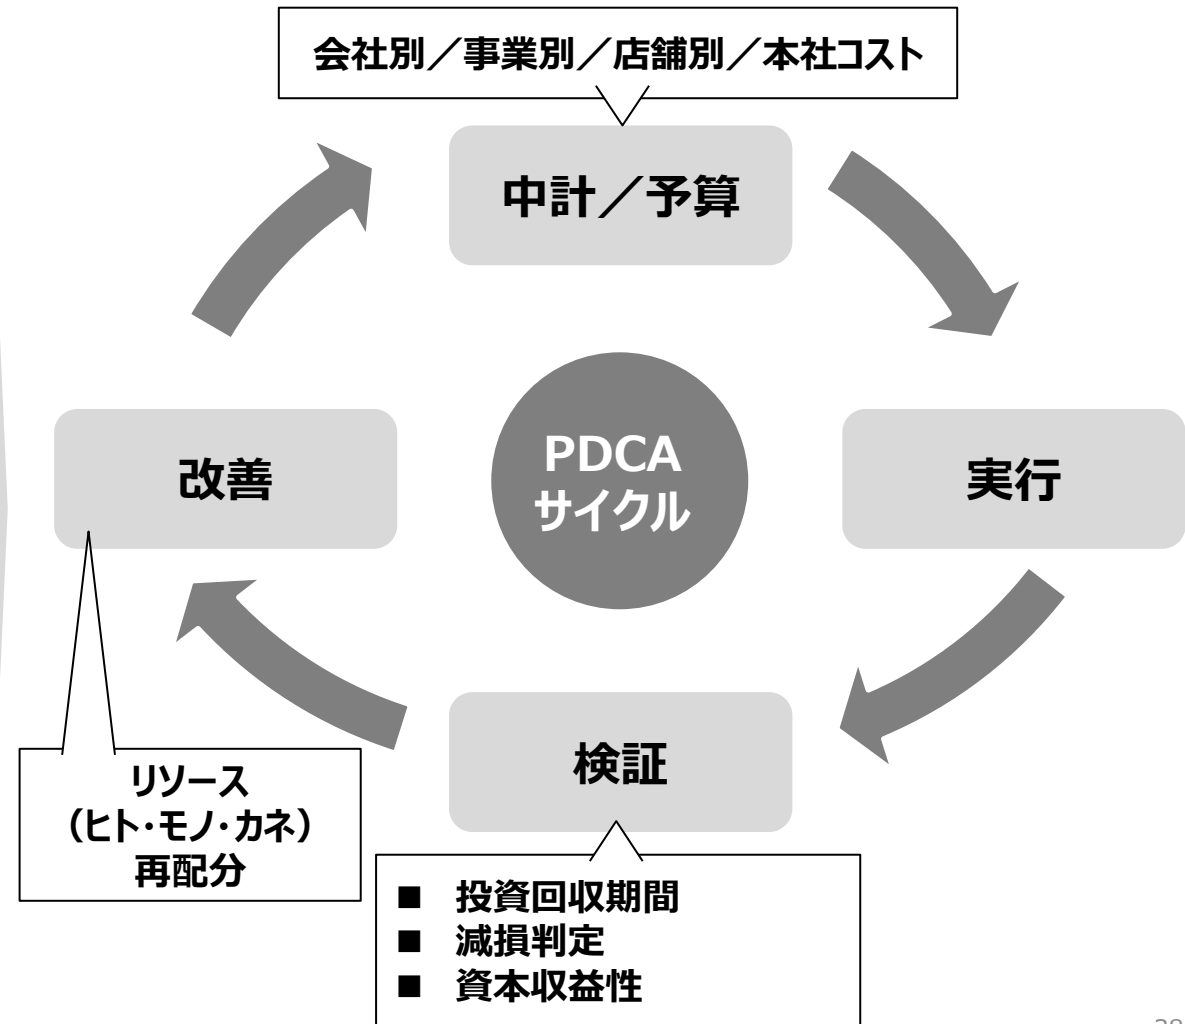 会社別／事業別／店舗別／本社コスト
中計／予算
改善
PDCA
サイクル
実行
検証
リソース
（ヒト・モノ・カネ）
再配分
■ 投資回収期間
■ 減損判定
■ 資本収益性